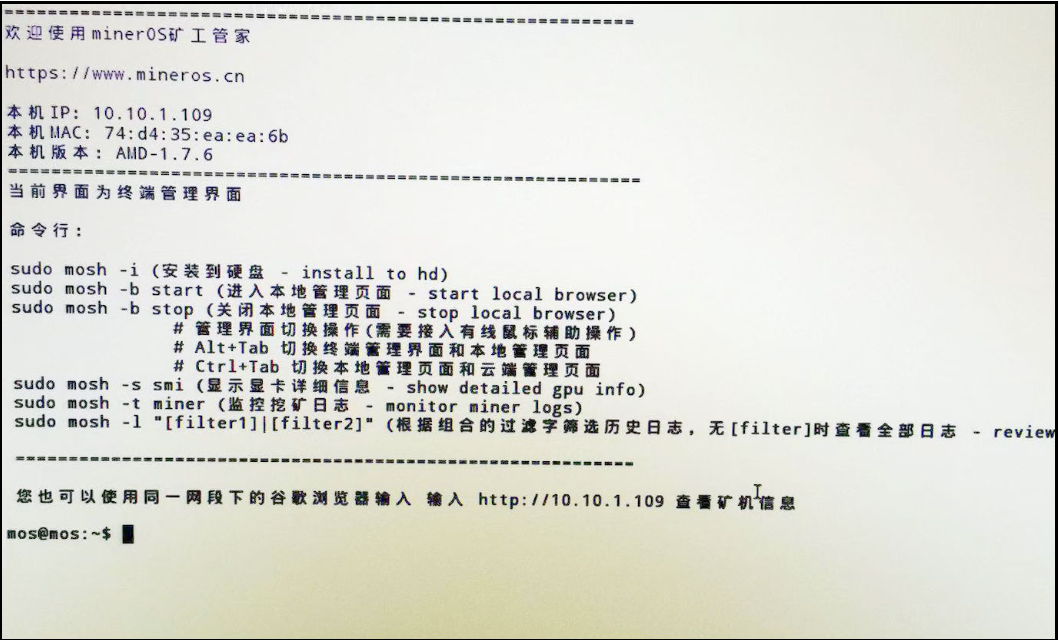 ============================================================
欢迎使用minerOS矿工管家
https://www.mineros.cn
本机IP: 10.10.1.109
本机MAC: 74:d4:35:ea:ea:6b
本机版本: AMD-1.7.6
============================================================
当前界面为终端管理界面
命令行:
sudo mosh -i (安装到硬盘 - install to hd)
sudo mosh -b start (进入本地管理页面 - start local browser)
sudo mosh -b stop (关闭本地管理页面 - stop local browser)
# 管理界面切换操作(需要接入有线鼠标辅助操作)
# Alt+Tab 切换终端管理界面和本地管理页面
# Ctrl+Tab 切换本地管理页面和云端管理页面
sudo mosh -s smi (显示显卡详细信息 - show detailed gpu info)
sudo mosh -t miner (监控挖矿日志 - monitor miner logs)
sudo mosh -l "[filter1]|[filter2]" (根据组合的过滤字筛选历史日志, 无[filter]时查看全部日志 - review
============================================================
您也可以使用同一网段下的谷歌浏览器输入 输入 http://10.10.1.109 查看矿机信息
mos@mos:~$